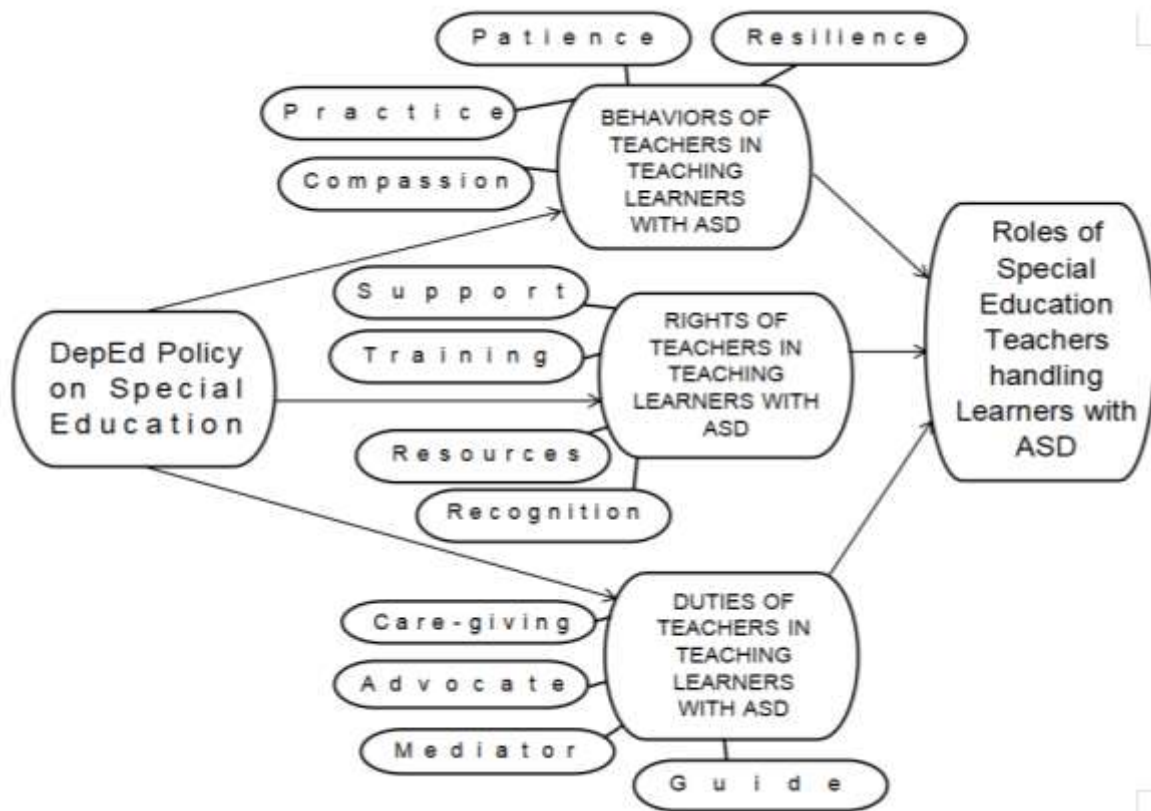 Patience
Resilience
Practice
Compassion
BEHAVIORS OF
TEACHERS IN
TEACHING
LEARNERS
WITH ASD
Support
Training
RIGHTS OF
TEACHERS IN
TEACHING
LEARNERS WITH
ASD
Resources
Recognition
DepEd Policy
on Special
Education
Roles of
Special
Education
Teachers
handling
Learners with
ASD
Care-giving
Advocate
Mediator
DUTIES OF
TEACHERS IN
TEACHING
LEARNERS
WITH ASD
Guide